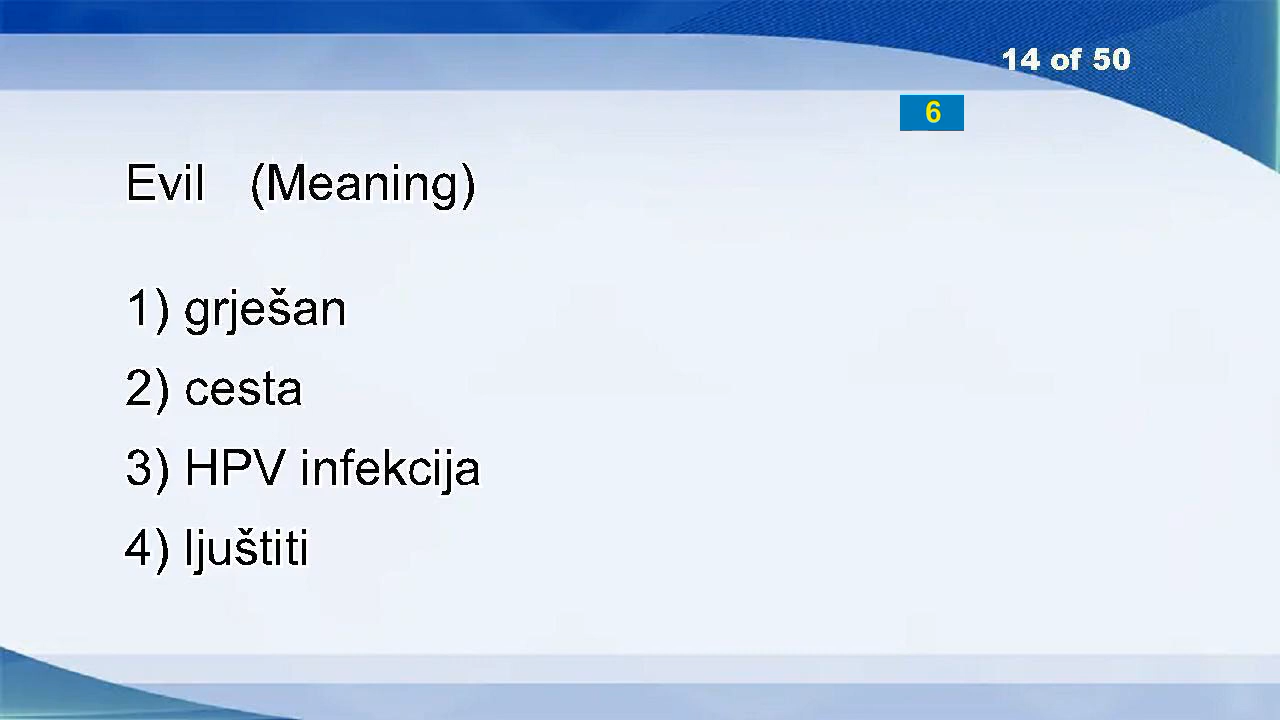 14 of 50
6
Evil (Meaning)
1) grješan
2) cesta
3) HPV infekcija
4) ljuštiti